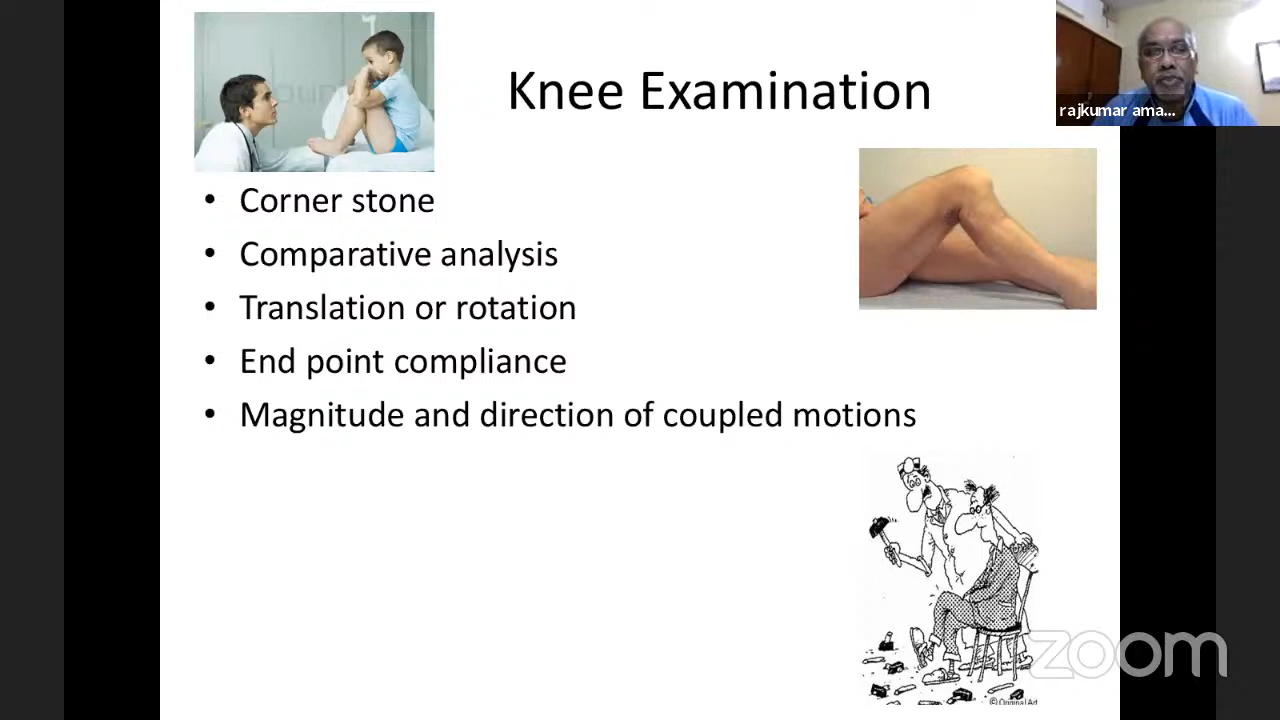 Knee Examination
rajkumar ama...
• Corner stone
• Comparative analysis
• Translation or rotation
• End point compliance
• Magnitude and direction of coupled motions
zoom